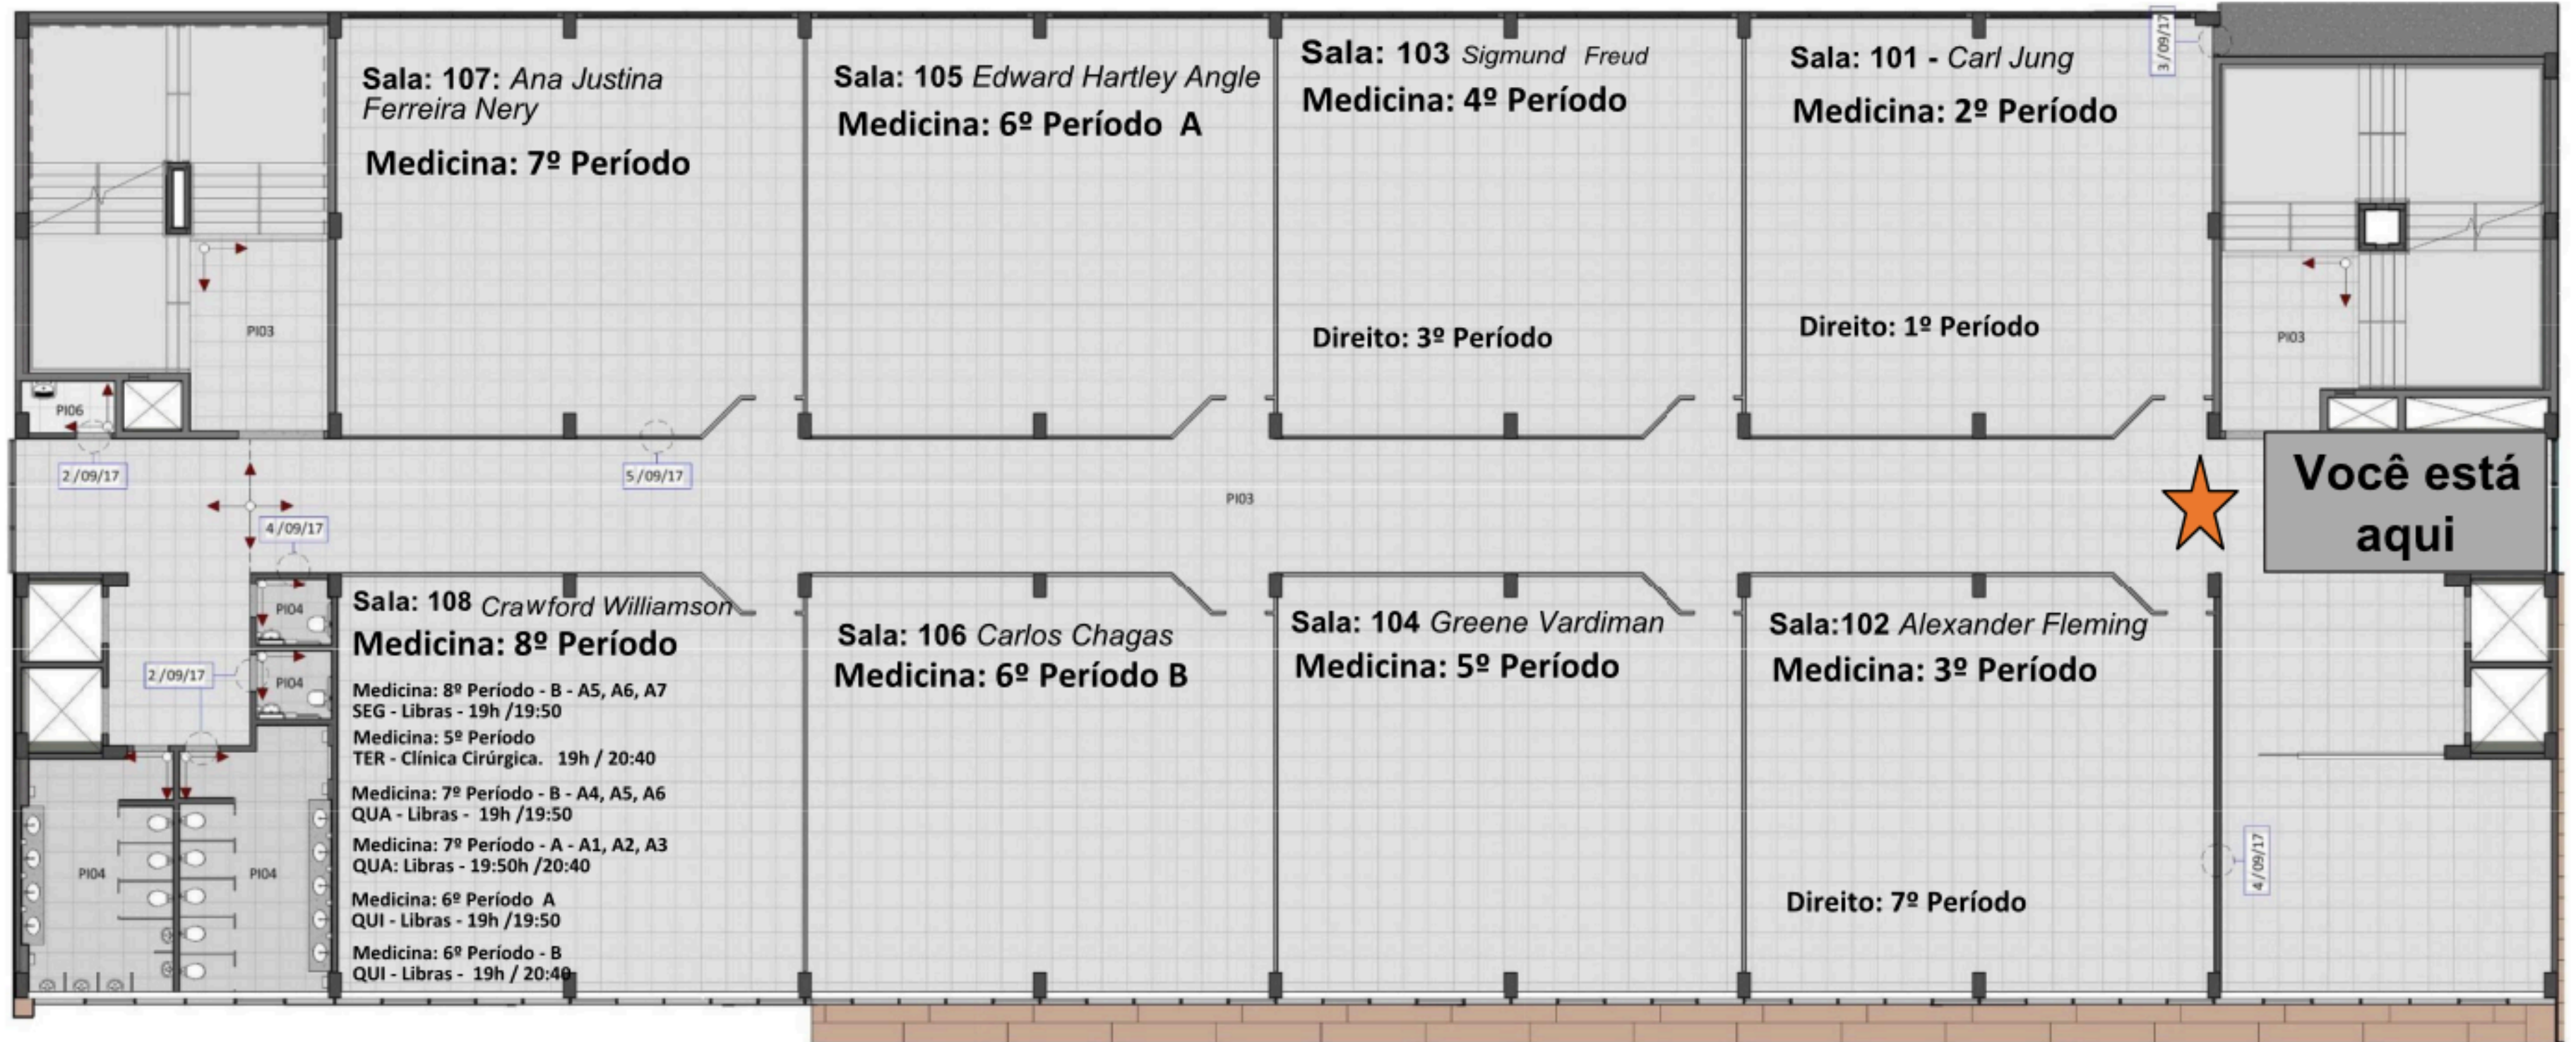 Sala: 107: Ana Justina
Ferreira Nery
Medicina: 7º Período
Sala: 105 Edward Hartley Angle
Medicina: 6º Período A
Sala: 103 Sigmund Freud
Medicina: 4º Período
Direito: 3º Período
Sala: 101 - Carl Jung
Medicina: 2º Período
Direito: 1º Período
3/09/17
PI03
PI03
PI06
2/09/17
5/09/17
4/09/17
PI03
Você está
aqui
PI04
PI04
2/09/17
PI04
PI04
Sala: 108 Crawford Williamson
Medicina: 8º Período
Medicina: 8º Período - B - A5, A6, A7
SEG - Libras - 19h /19:50
Medicina: 5º Período
TER - Clínica Cirúrgica. 19h / 20:40
Medicina: 7º Período - B - A4, A5, A6
QUA - Libras - 19h /19:50
Medicina: 7º Período - A - A1, A2, A3
QUA: Libras - 19:50h /20:40
Medicina: 6º Período A
QUI - Libras - 19h /19:50
Medicina: 6º Período - B
QUI - Libras - 19h / 20:40
Sala: 106 Carlos Chagas
Medicina: 6º Período B
Sala: 104 Greene Vardiman
Medicina: 5º Período
Sala:102 Alexander Fleming
Medicina: 3º Período
Direito: 7º Período
4/09/17